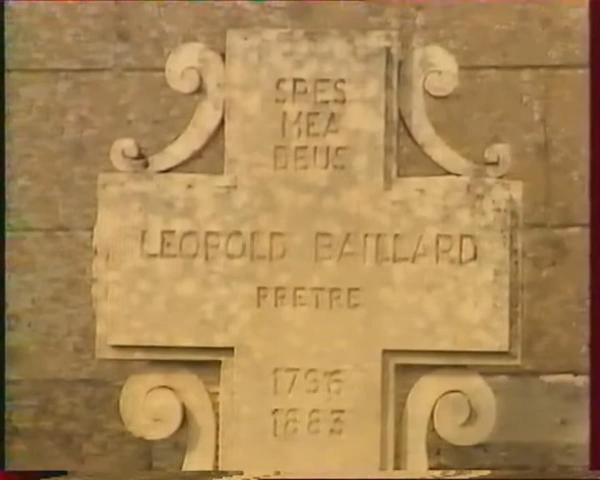 SPES
MEA
DEUS
LEOPOLD BAILLARD
PRETRE
1796
1883